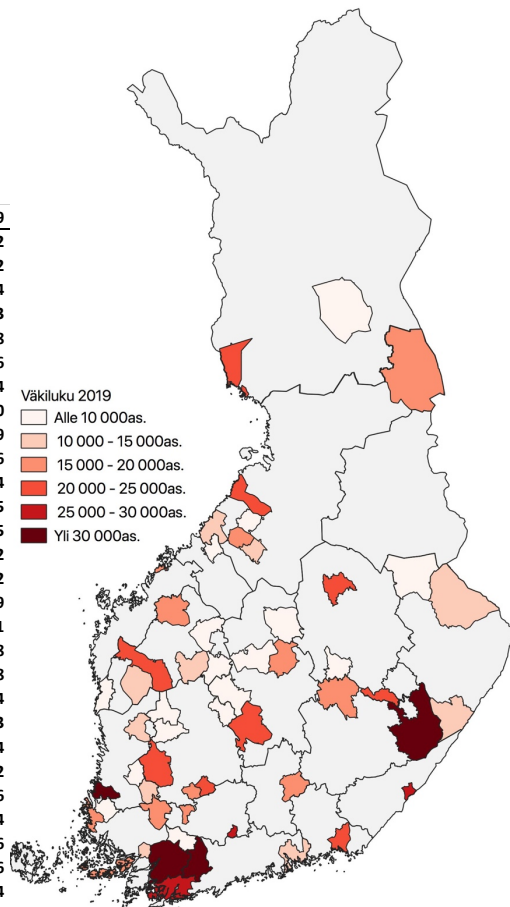 Väkiluku 2019
Alle 10 000as.
10 000 - 15 000as.
15 000 - 20 000as.
20 000 - 25 000as.
25 000 - 30 000as.
Yli 30 000as.